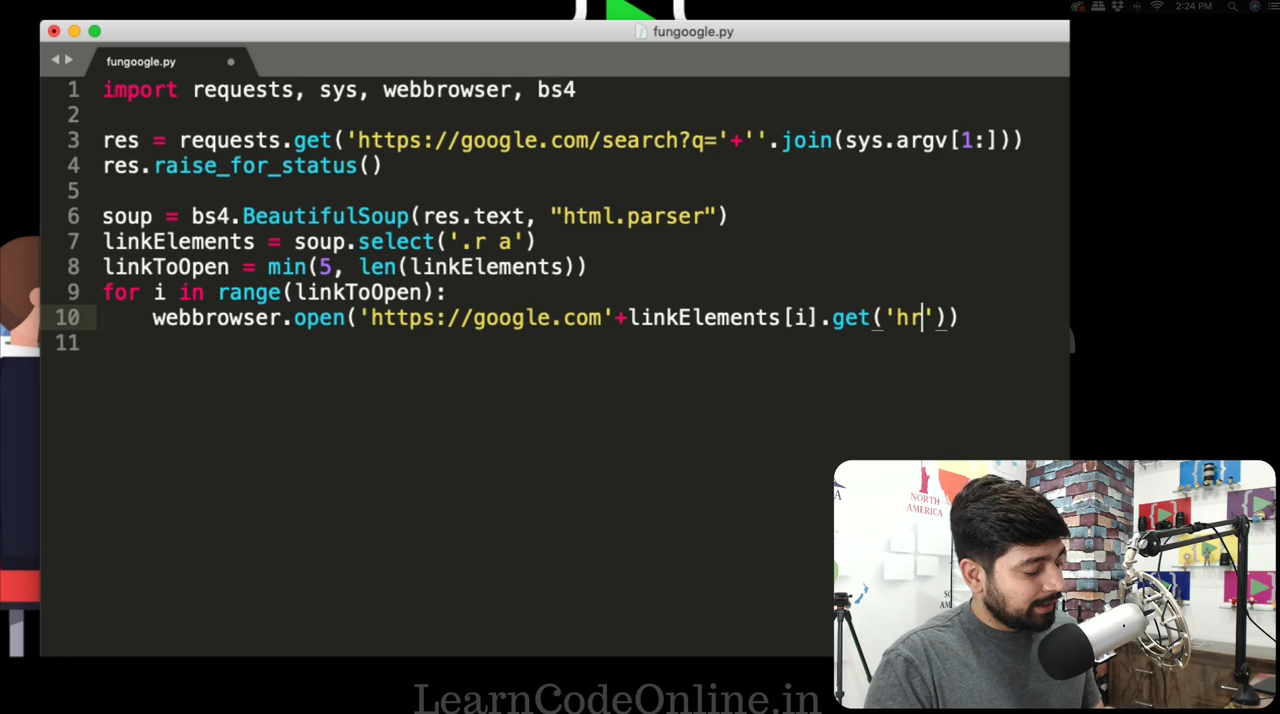 2:24 PM
fungoogle.py
fungoogle.py
1 import requests, sys, webbrowser, bs4
2
3 res = requests.get('https://google.com/search?q='+''.join(sys.argv[1:]))
4 res.raise_for_status()
5
6 soup = bs4.BeautifulSoup(res.text, "html.parser")
7 linkElements = soup.select('.r a')
8 linkToOpen = min(5, len(linkElements))
9 for i in range(linkToOpen):
10 webbrowser.open('https://google.com'+linkElements[i].get('hr'))
11
NORTH
AMERICA
LearnCodeOnline.in